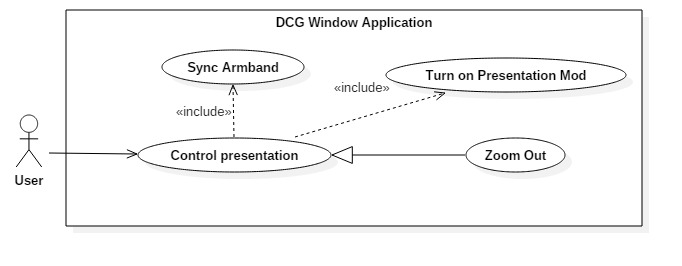 DCG Window Application
Sync Armband
Turn on Presentation Mod
«include»
«include»
Control presentation
Zoom Out
User